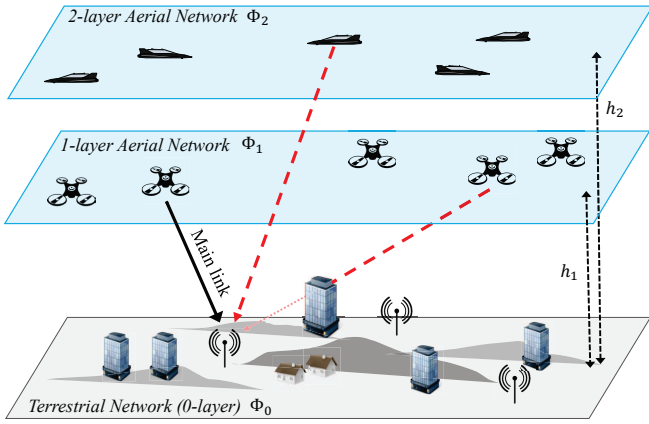 2-layer Aerial Network Φ₂
h₂
1-layer Aerial Network Φ₁
Main link
h₁
Terrestrial Network (0-layer) Φ₀